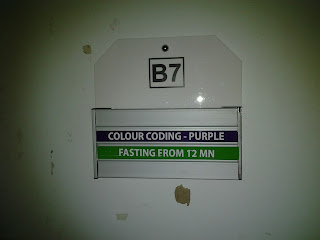 B7
COLOUR CODING - PURPLE
FASTING FROM 12 MN